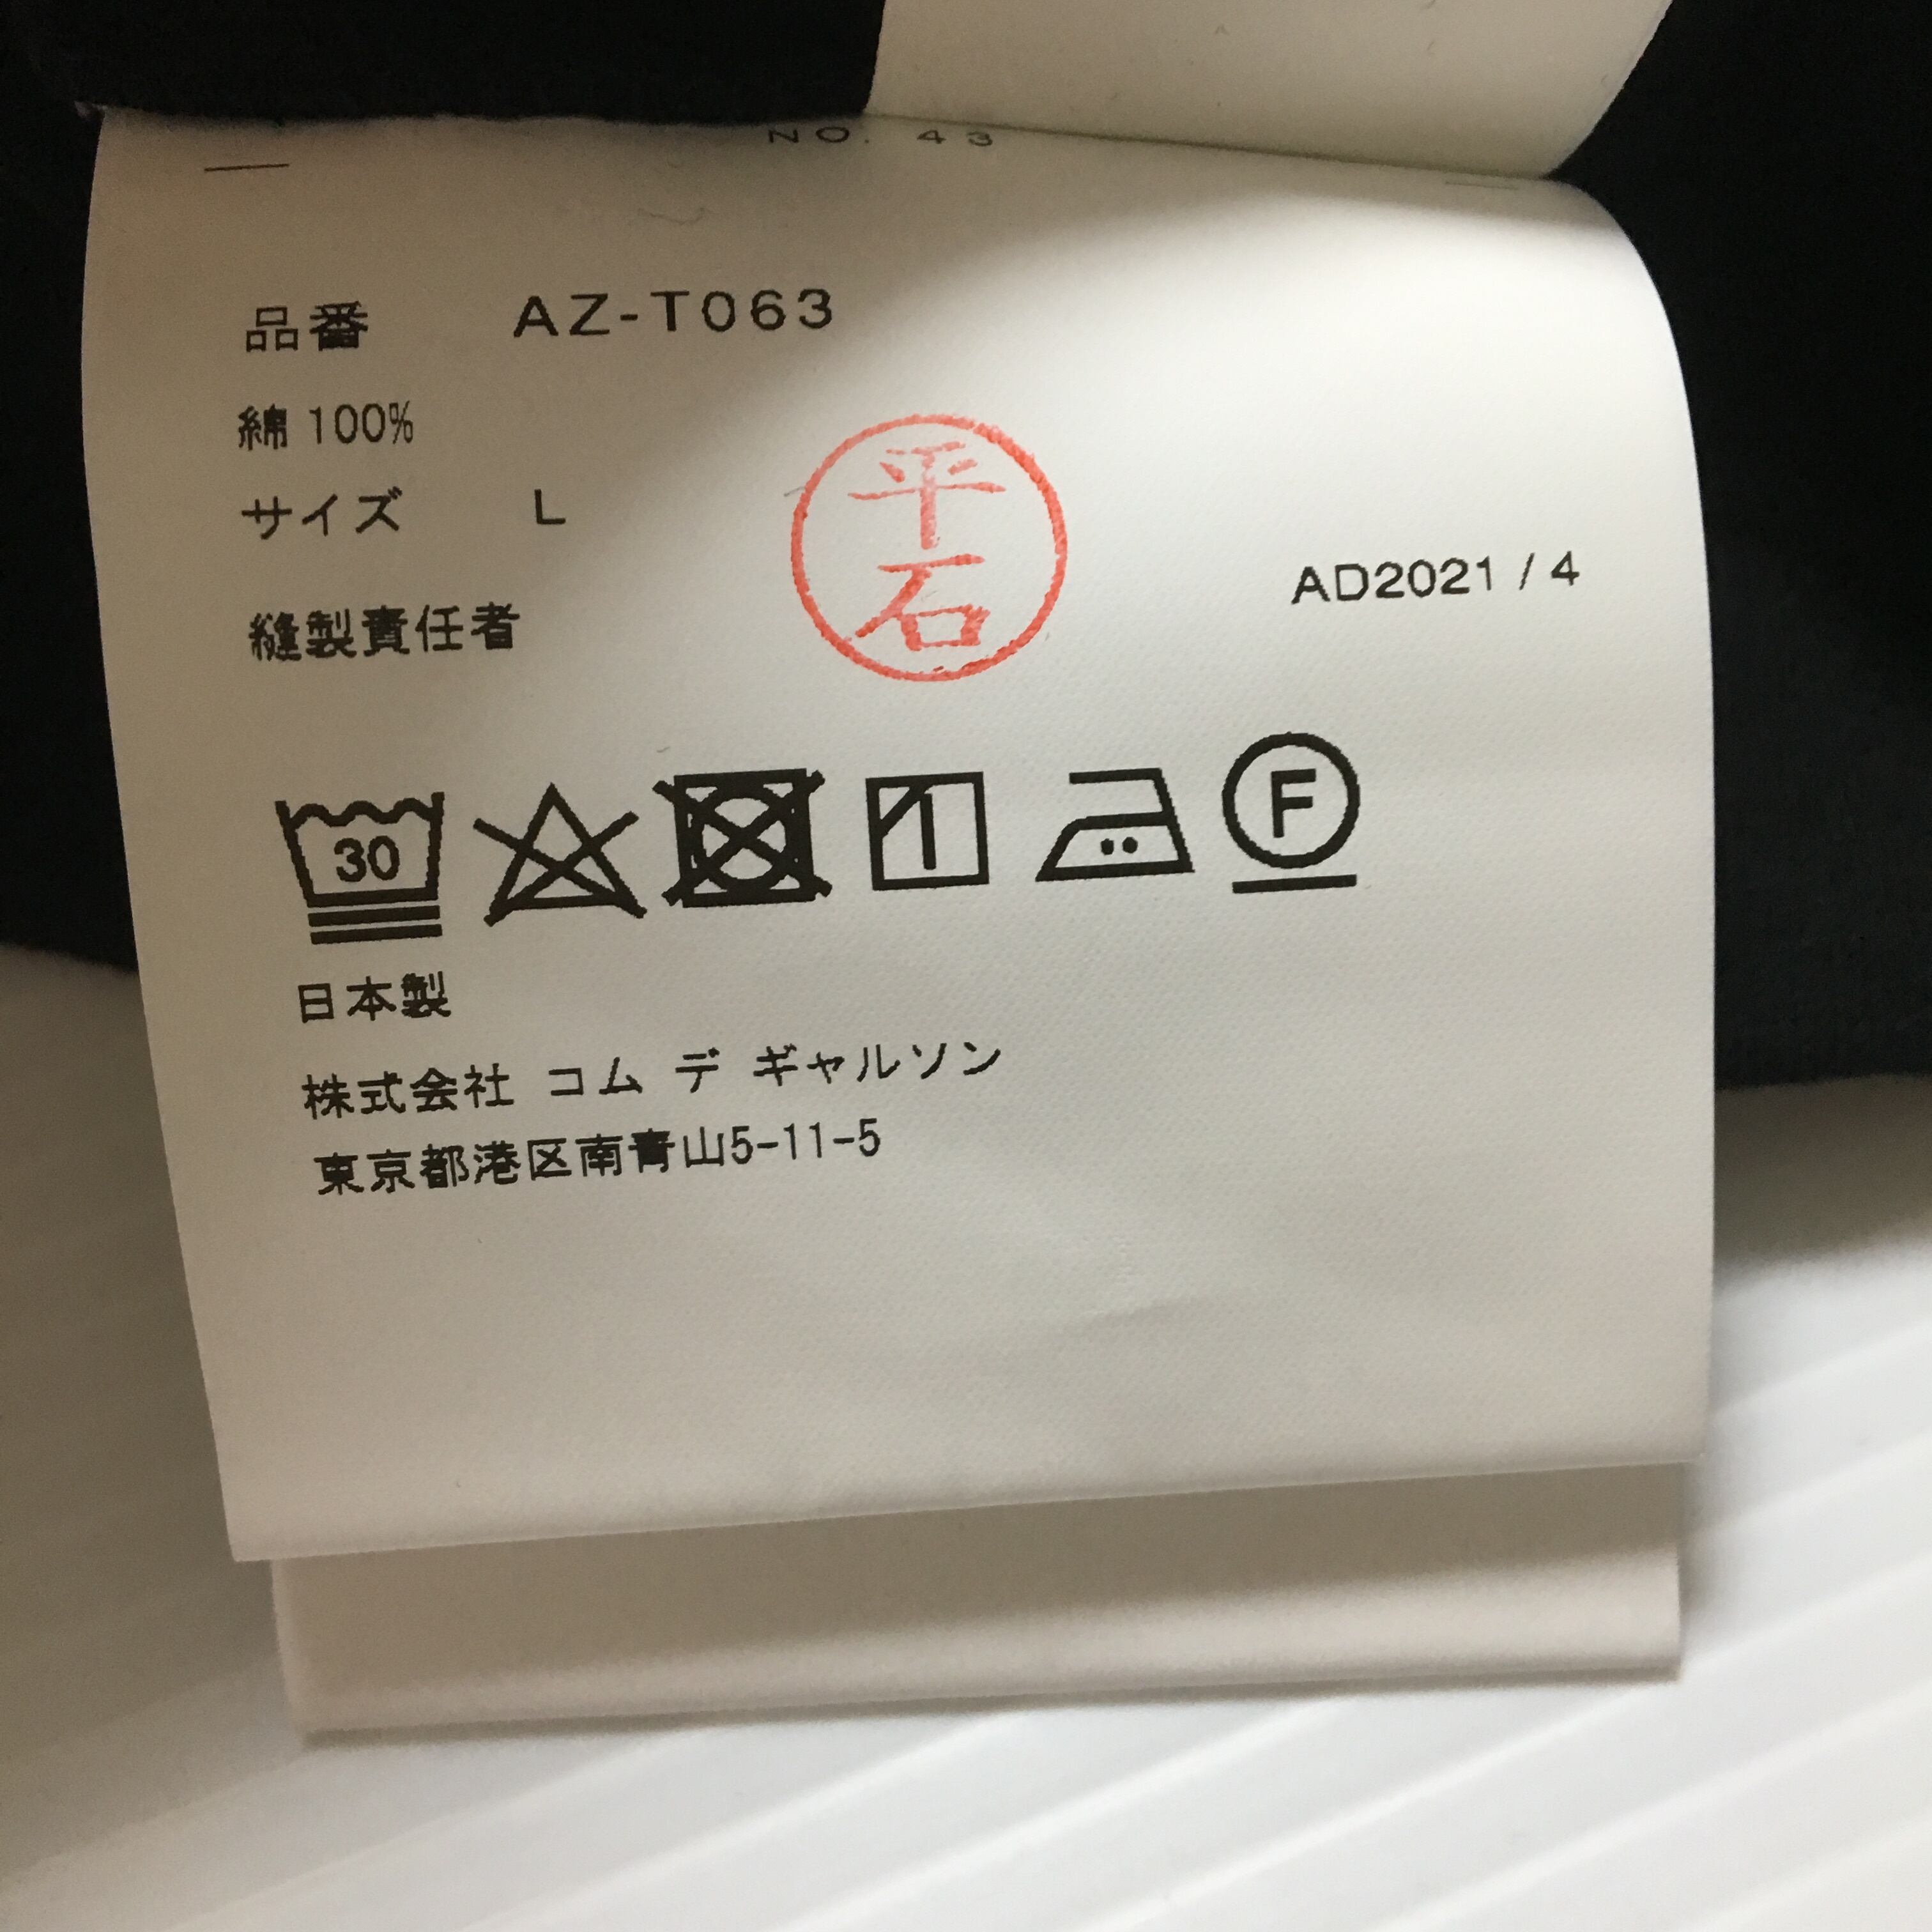 NO. 43
品番 AZ-T063
綿 100%
サイズ L
平石
AD2021 / 4
縫製責任者
30
F
日本製
株式会社 コム デ ギャルソン
東京都港区南青山5-11-5